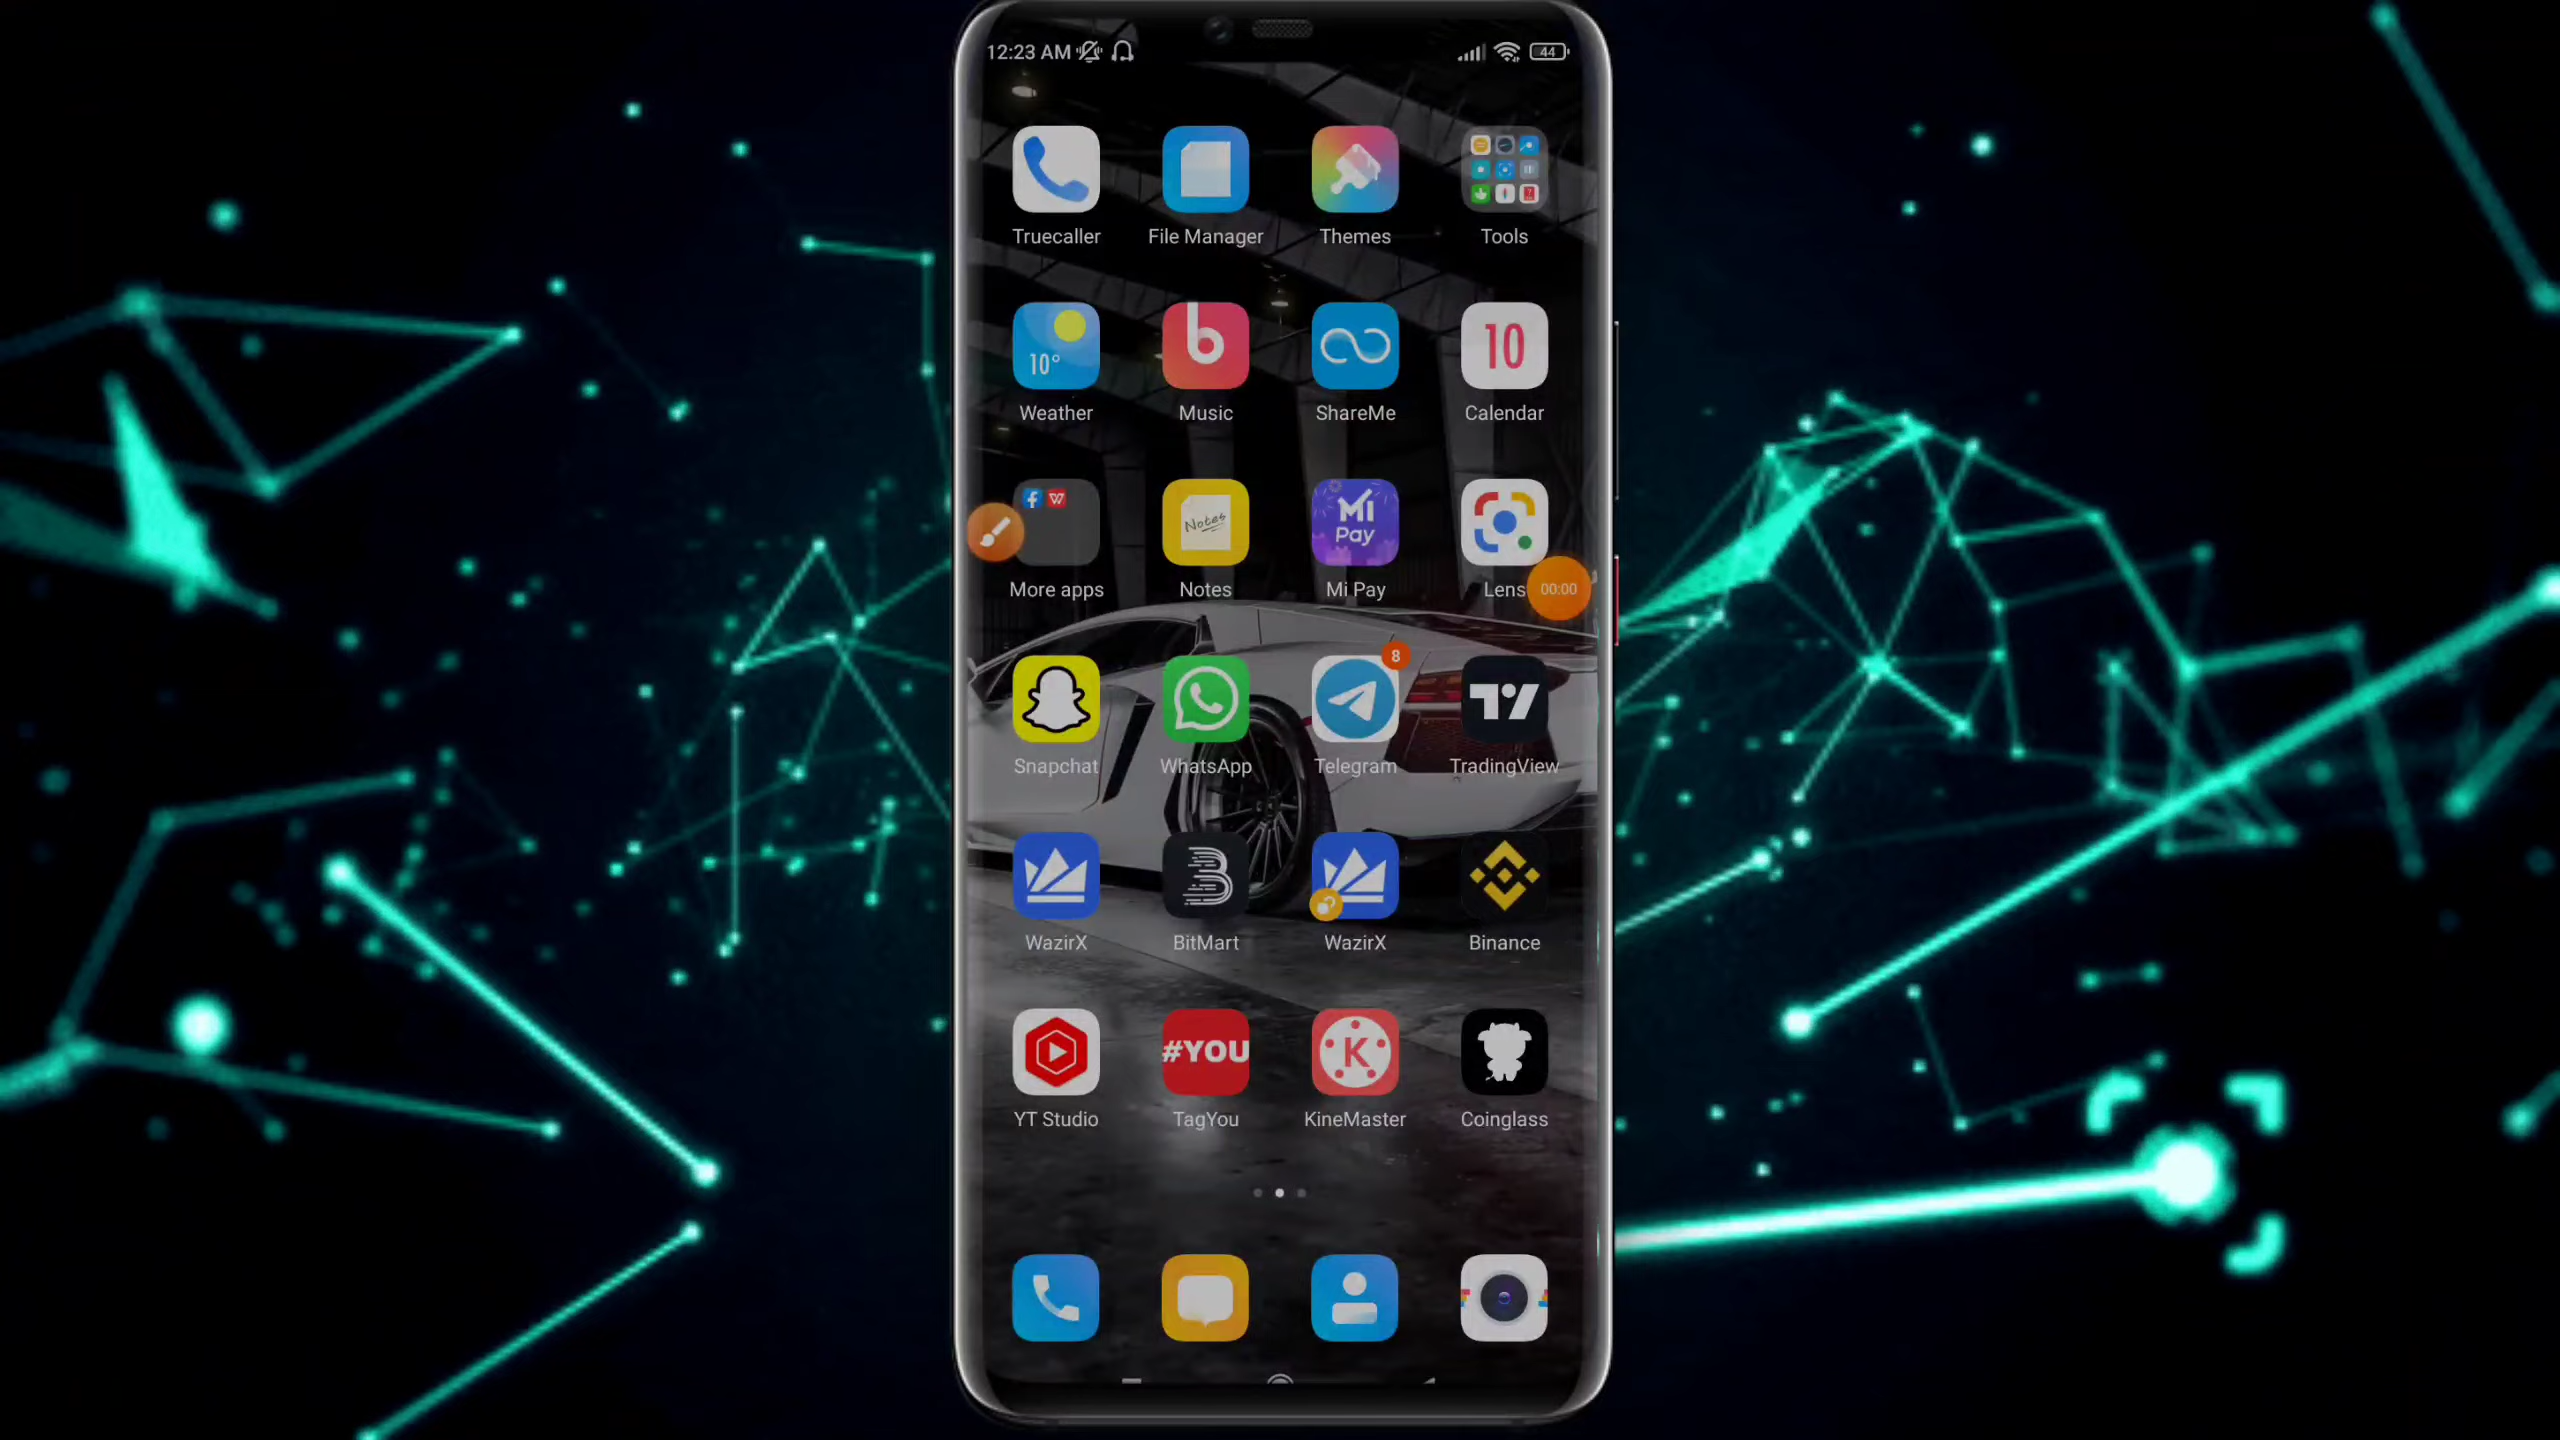 12:23 AM 44
Truecaller File Manager Themes Tools
10° 10
Weather Music ShareMe Calendar
Notes Mi Pay
More apps Notes Mi Pay Lens 00:00
8
Snapchat WhatsApp Telegram TradingView
WazirX BitMart WazirX Binance
#YOU K
YT Studio TagYou KineMaster Coinglass